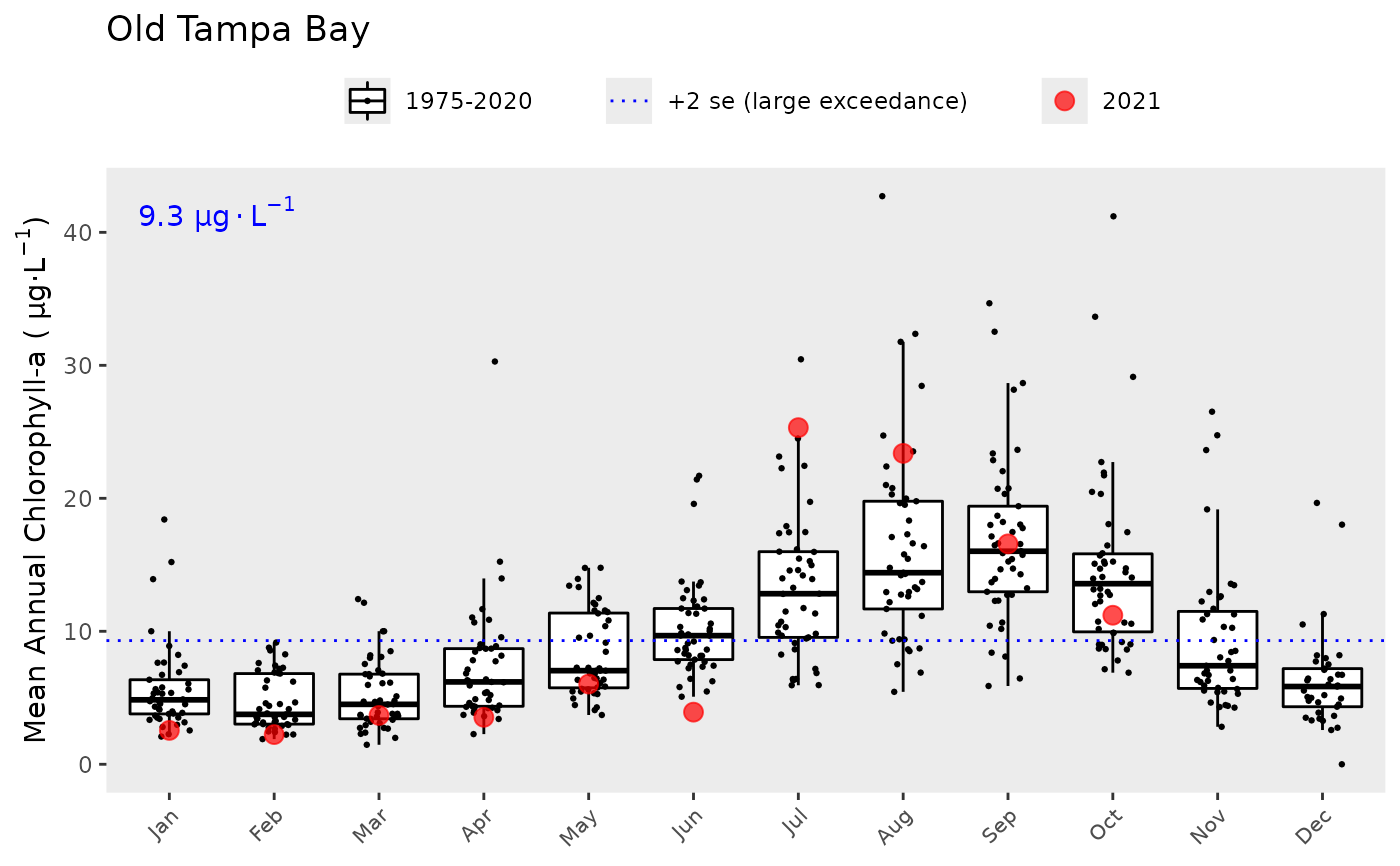 Old Tampa Bay
1975-2020 +2 se (large exceedance) 2021
9.3 µg·L⁻¹
Mean Annual Chlorophyll-a ( µg·L⁻¹)
40
30
20
10
0
Jan Feb Mar Apr May Jun Jul Aug Sep Oct Nov Dec